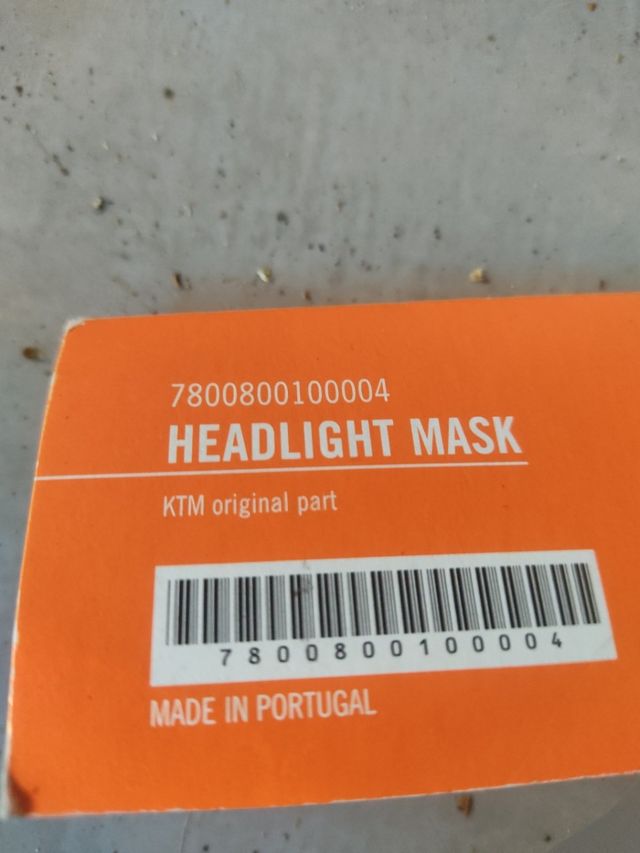 7800800100004
HEADLIGHT MASK
KTM original part
7800800100004
MADE IN PORTUGAL